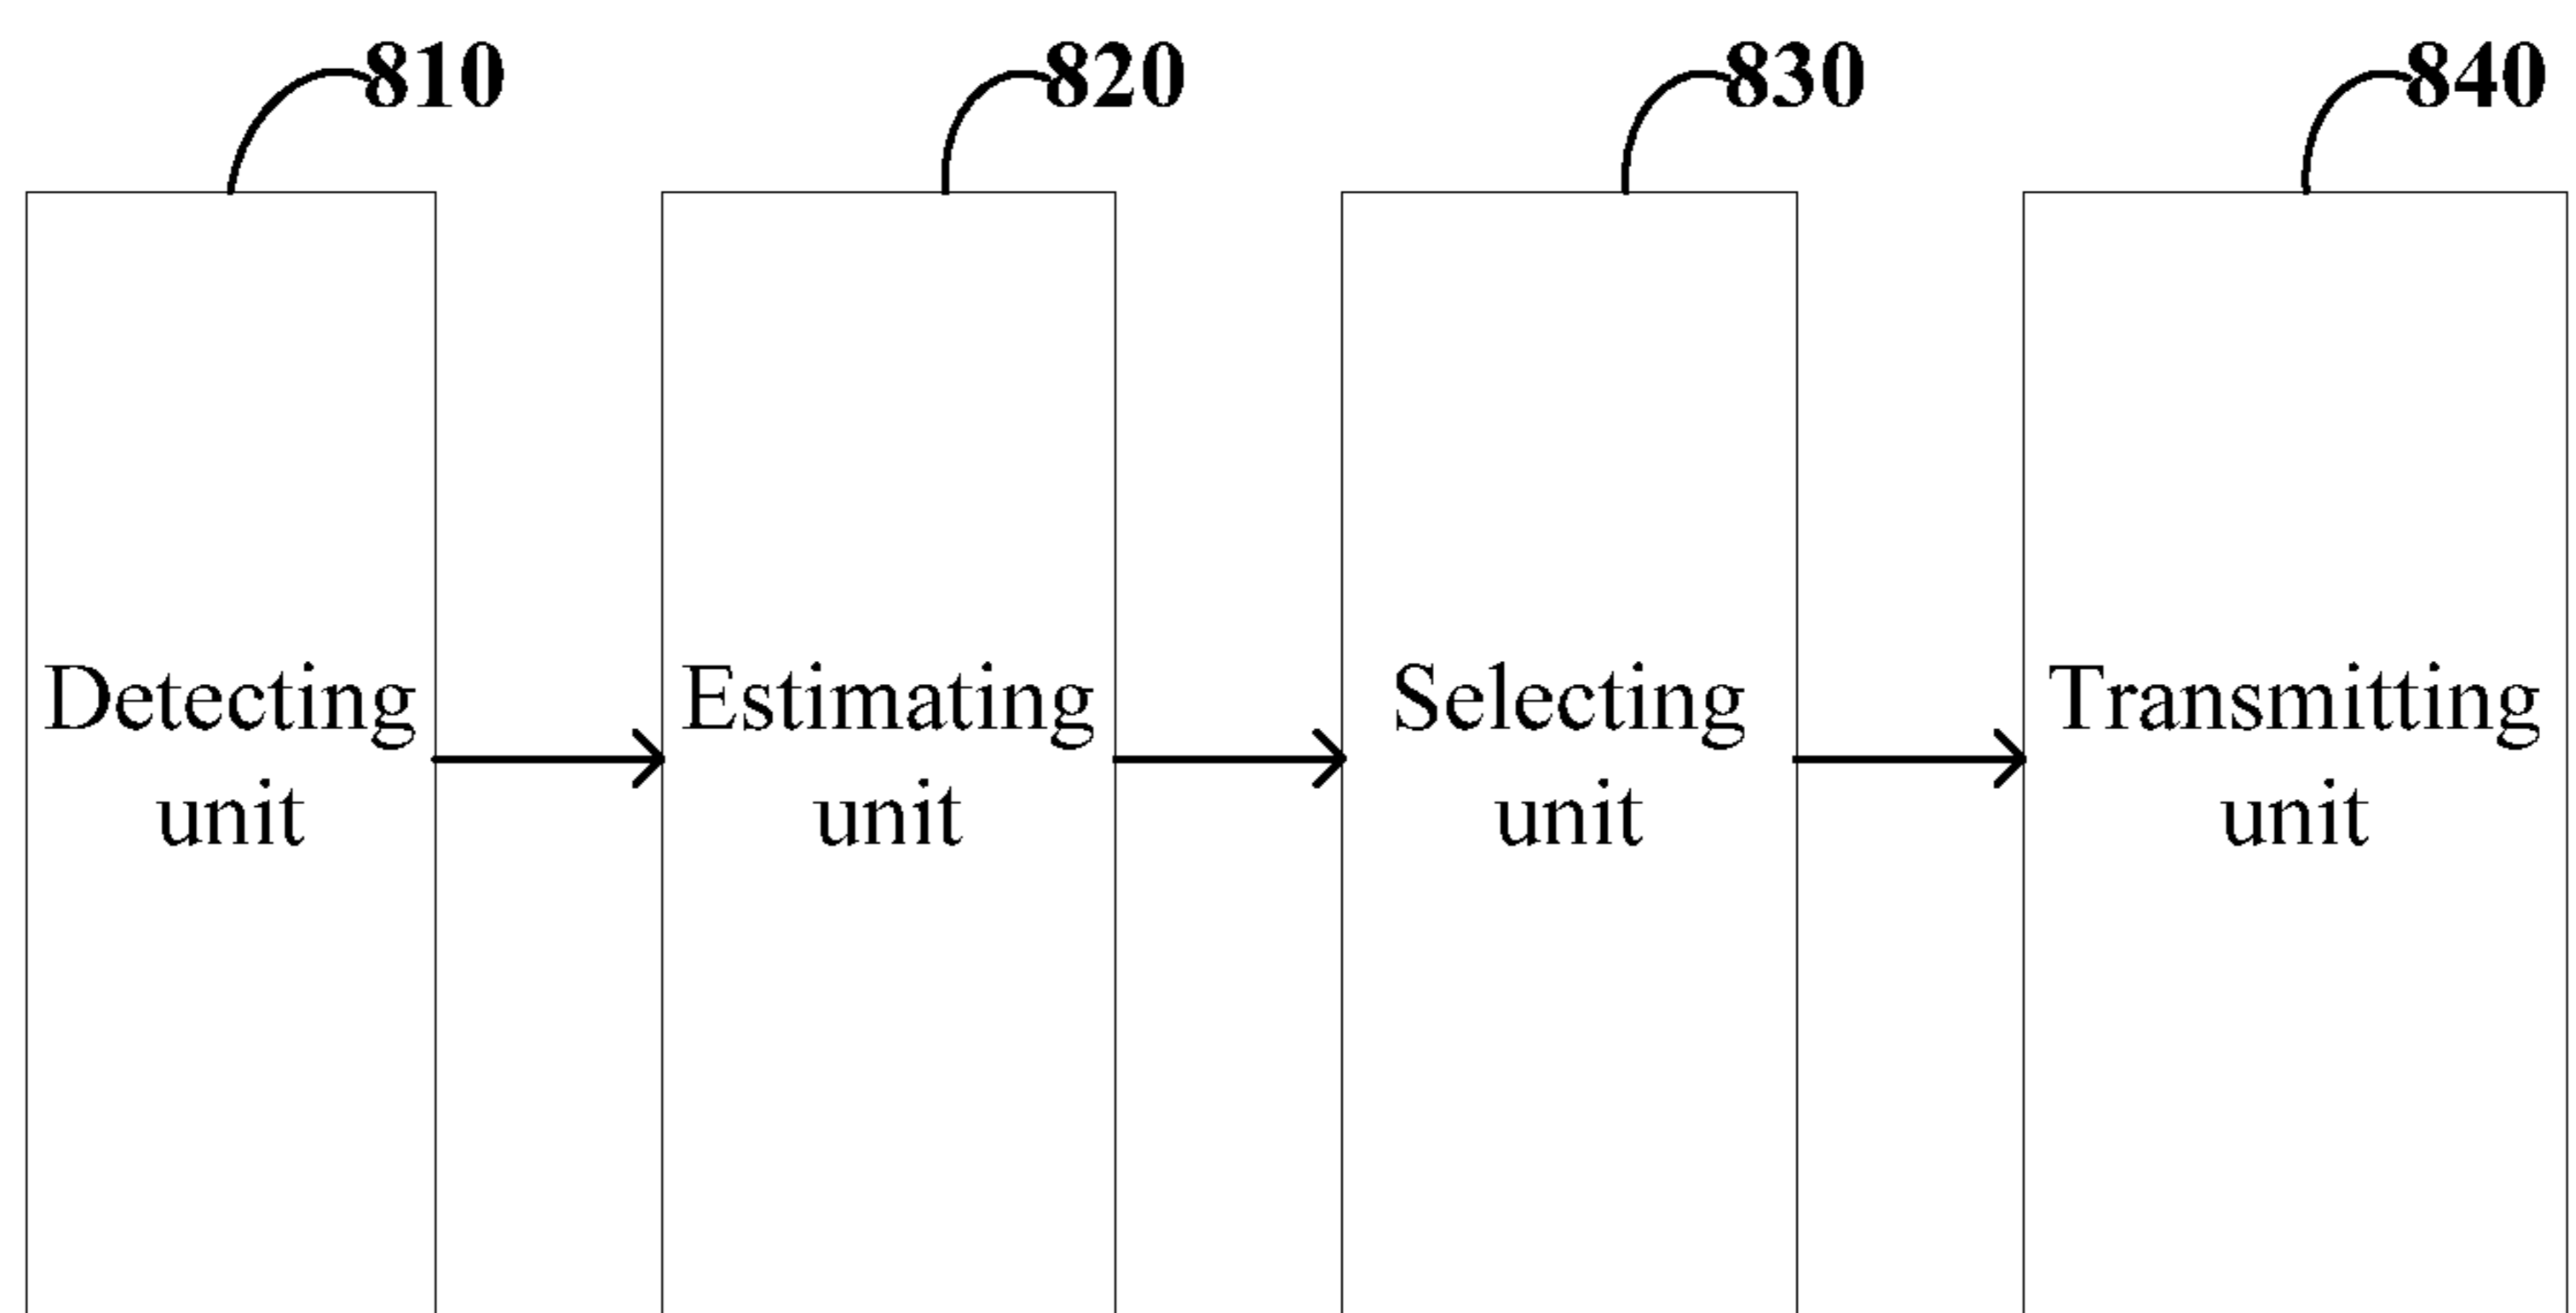 810
820
830
840
Detecting
unit
Estimating
unit
Selecting
unit
Transmitting
unit